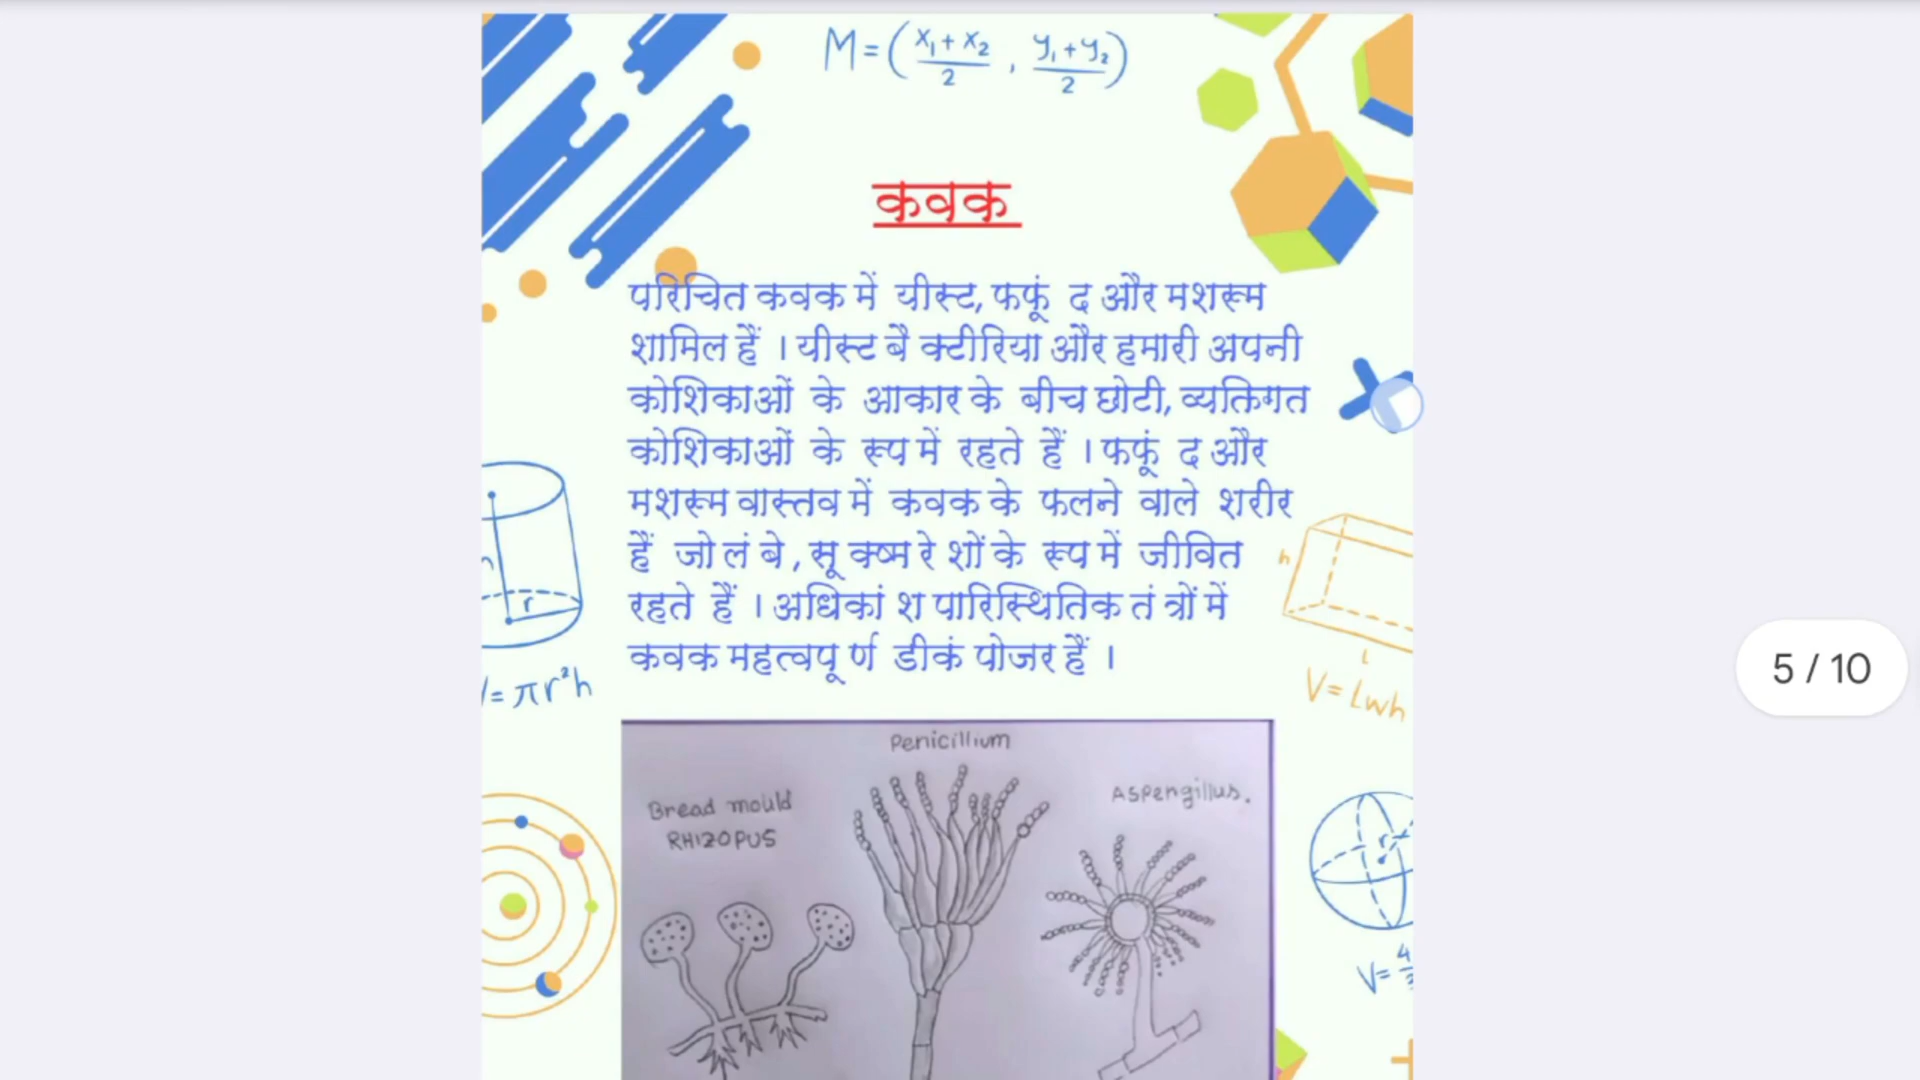 M = (x₁ + x₂ / 2 , y₁ + y₂ / 2)
कवक
परिचित कवक में यीस्ट, फफूं द और मशरूम
शामिल हैं । यीस्ट बै क्टीरिया और हमारी अपनी
कोशिकाओं के आकार के बीच छोटी, व्यक्तिगत
कोशिकाओं के रूप में रहते हैं । फफूं द और
मशरूम वास्तव में कवक के फलने वाले शरीर
हैं जो लं बे , सू क्ष्म रे शों के रूप में जीवित
रहते हैं । अधिकां श पारिस्थितिक तं त्रों में
कवक महत्वपू र्ण डीकं पोजर हैं ।
r
= πr²h
h
L
V = Lwh
5 / 10
Penicillium
Bread mould
RHIZOPUS
Aspengillus.
r
V= 4